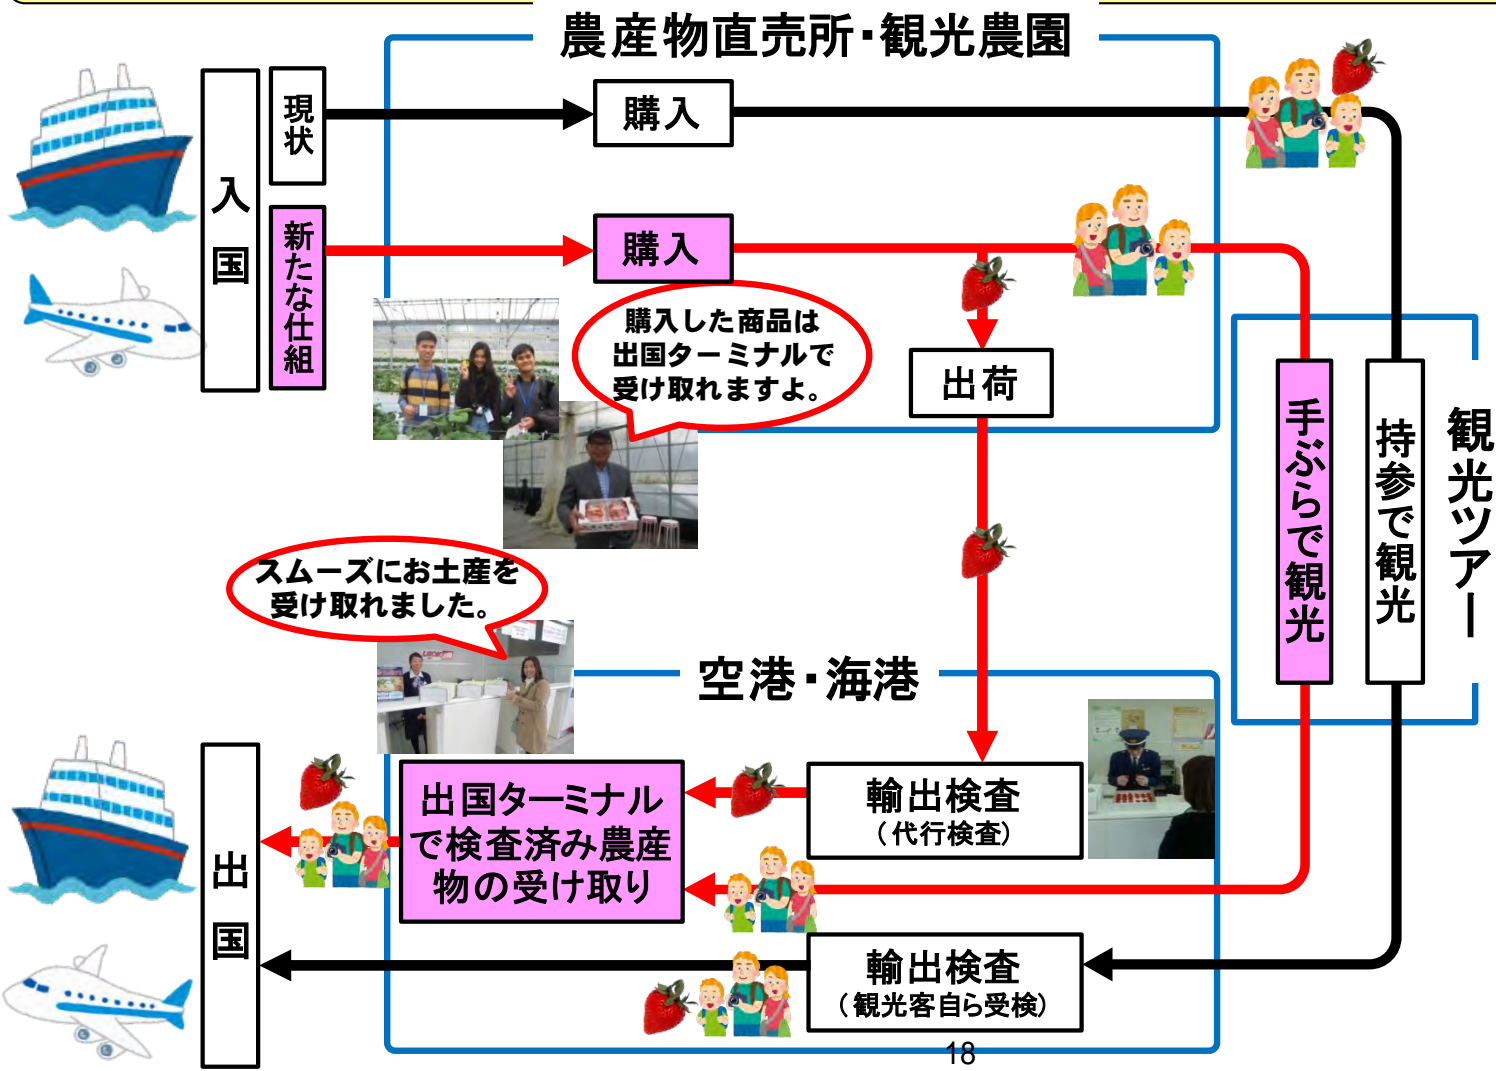 農産物直売所・観光農園
入国
現状
購入
新たな仕組
購入
購入した商品は
出国ターミナルで
受け取れますよ。
出荷
観光ツアー
手ぶらで観光
持参で観光
スムーズにお土産を
受け取れました。
空港・海港
出国
出国ターミナル
で検査済み農産
物の受け取り
輸出検査
（代行検査）
輸出検査
（観光客自ら受検）
18